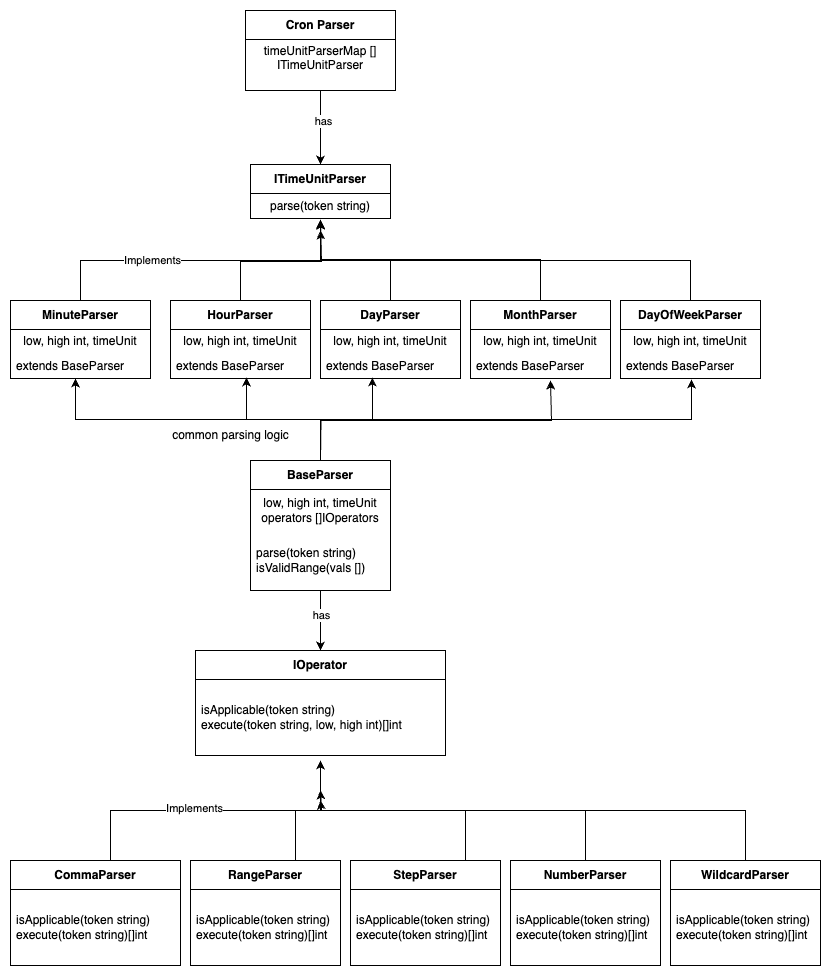 Cron Parser
timeUnitParserMap []
ITimeUnitParser
has
ITimeUnitParser
parse(token string)
Implements
MinuteParser
low, high int, timeUnit
extends BaseParser
HourParser
low, high int, timeUnit
extends BaseParser
DayParser
low, high int, timeUnit
extends BaseParser
MonthParser
low, high int, timeUnit
extends BaseParser
DayOfWeekParser
low, high int, timeUnit
extends BaseParser
common parsing logic
BaseParser
low, high int, timeUnit
operators []IOperators
parse(token string)
isValidRange(vals [])
has
IOperator
isApplicable(token string)
execute(token string, low, high int)[]int
Implements
CommaParser
isApplicable(token string)
execute(token string)[]int
RangeParser
isApplicable(token string)
execute(token string)[]int
StepParser
isApplicable(token string)
execute(token string)[]int
NumberParser
isApplicable(token string)
execute(token string)[]int
WildcardParser
isApplicable(token string)
execute(token string)[]int